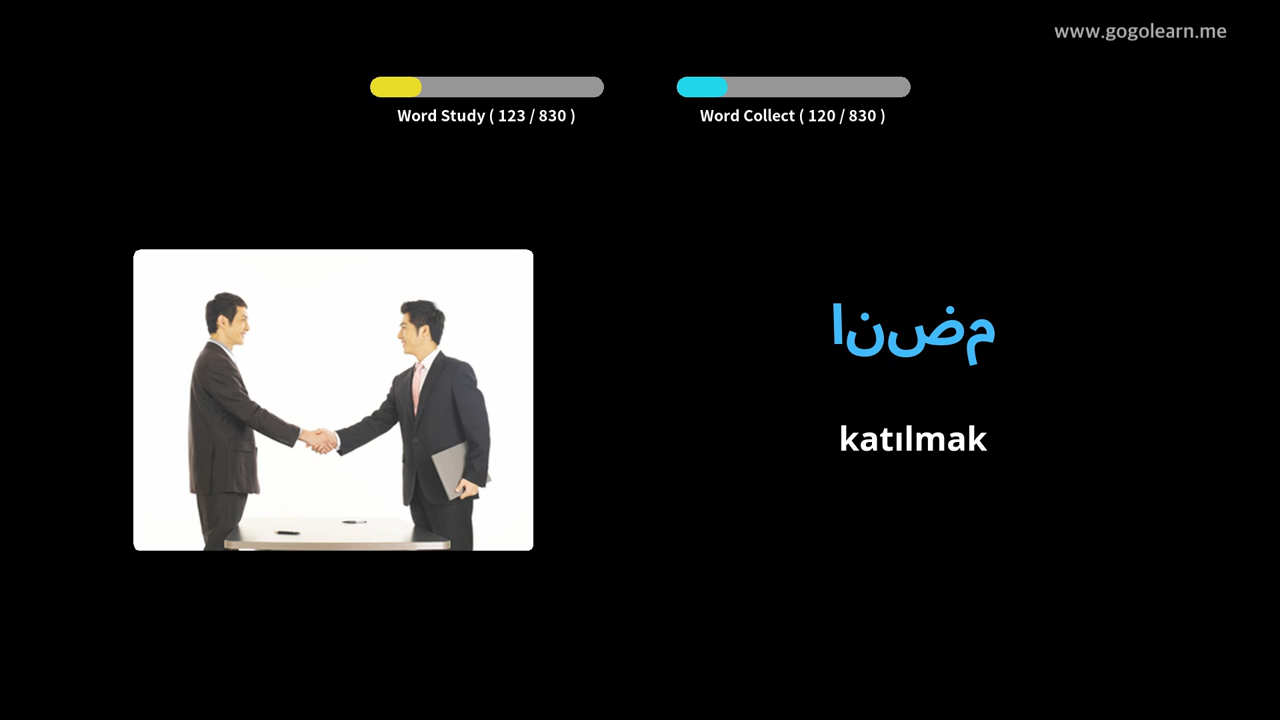 www.gogolearn.me
Word Study ( 123 / 830 )
Word Collect ( 120 / 830 )
انضم
katılmak